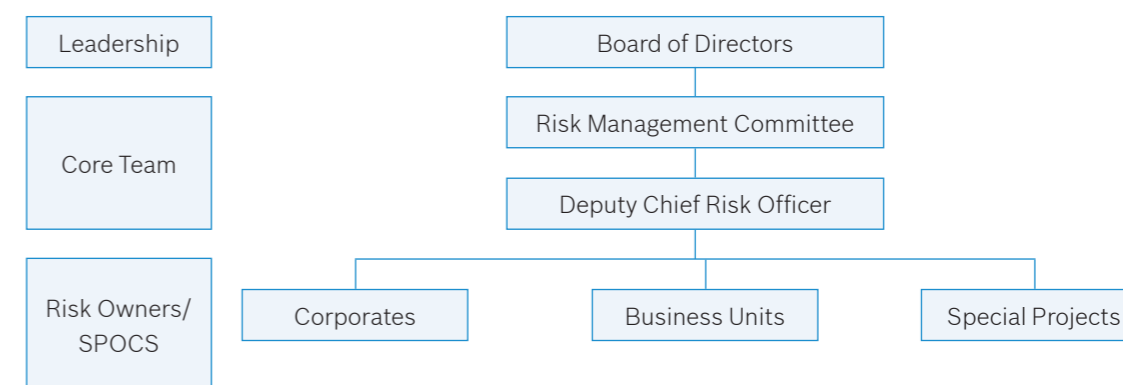 Leadership
Board of Directors
Core Team
Risk Management Committee
Deputy Chief Risk Officer
Risk Owners/
SPOCS
Corporates
Business Units
Special Projects